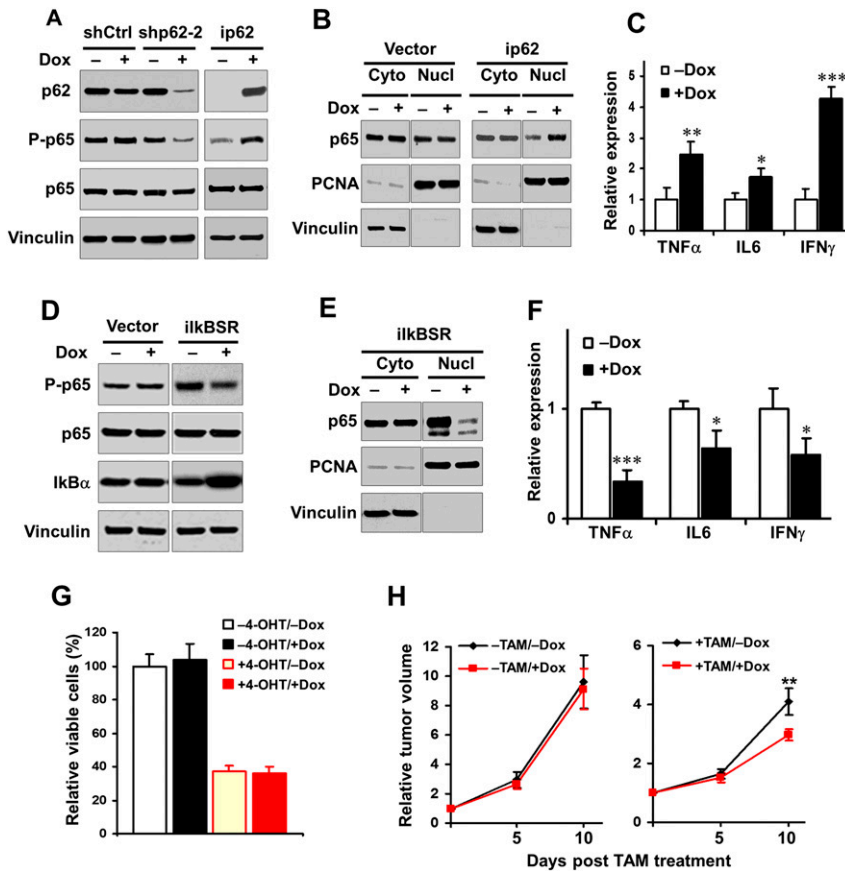 A
shCtrl shp62-2 ip62
Dox – + – + – +
p62
P-p65
p65
Vinculin
B
Vector ip62
Cyto Nucl Cyto Nucl
Dox – + – + – + – +
p65
PCNA
Vinculin
C
Relative expression
–Dox
+Dox
5
4
3
2
1
0
** * ***
TNFα IL6 IFNγ
D
Vector iIkBSR
Dox – + – +
P-p65
p65
IkBα
Vinculin
E
iIkBSR
Cyto Nucl
Dox – + – +
p65
PCNA
Vinculin
F
Relative expression
–Dox
+Dox
1
0
*** * *
TNFα IL6 IFNγ
G
Relative viable cells (%)
–4-OHT/–Dox
–4-OHT/+Dox
+4-OHT/–Dox
+4-OHT/+Dox
120
100
80
60
40
20
0
H
Relative tumor volume
–TAM/–Dox
–TAM/+Dox
12
10
8
6
4
2
0
5 10
+TAM/–Dox
+TAM/+Dox
6
4
2
0
**
5 10
Days post TAM treatment